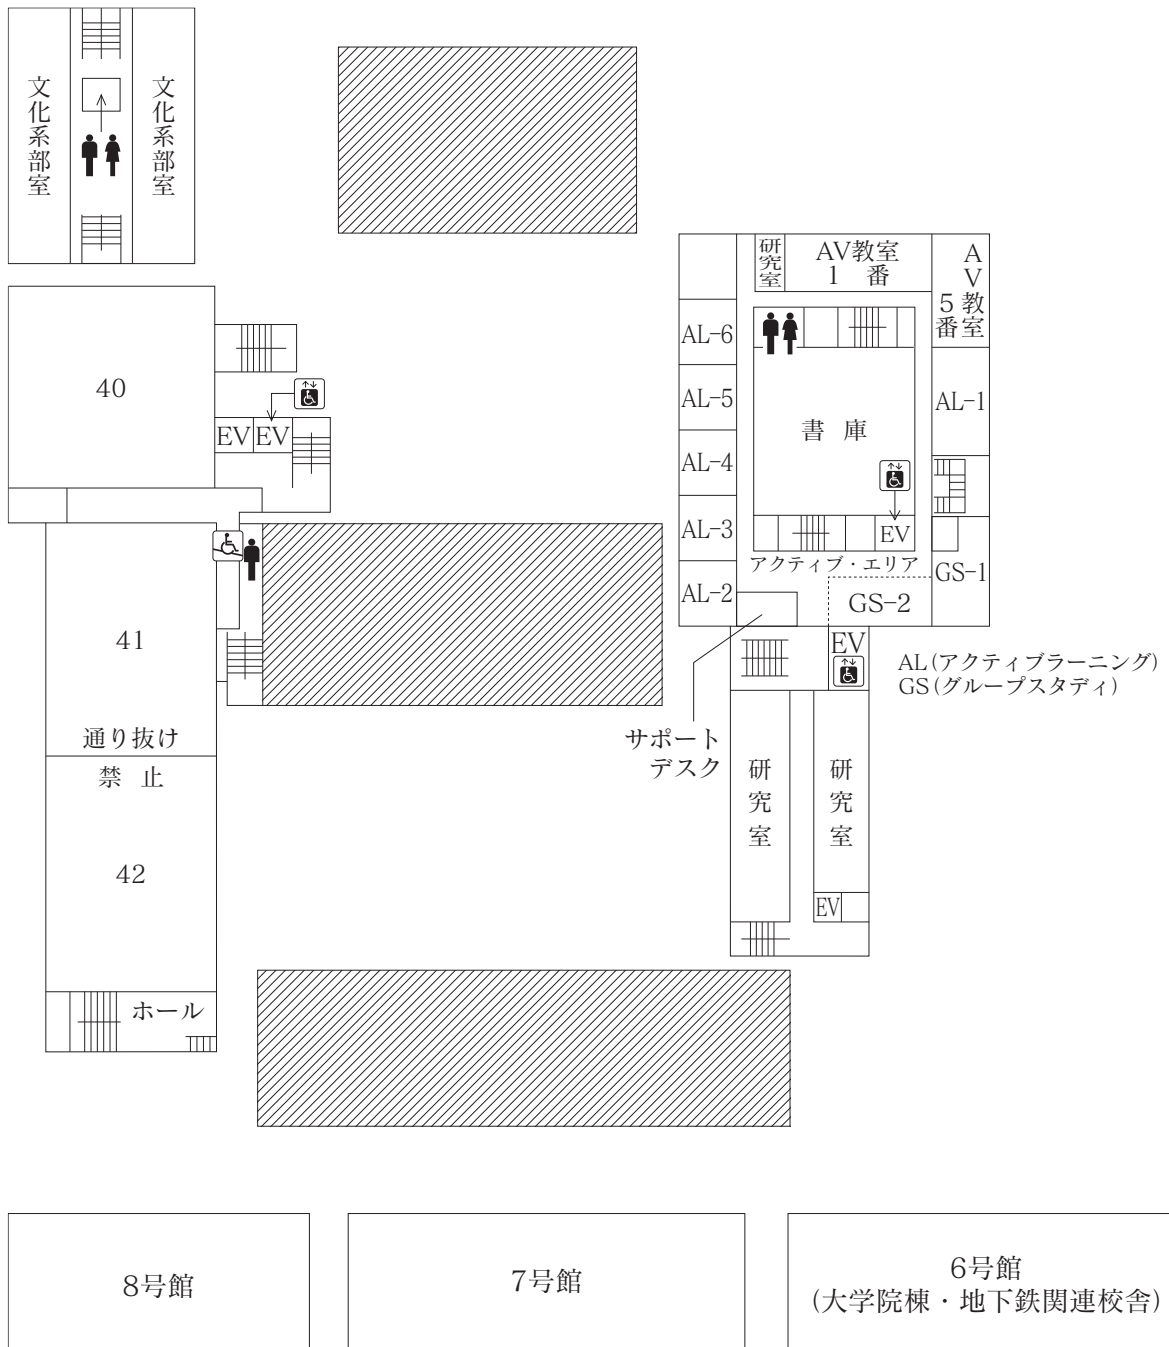 文化系部室
文化系部室
研究室
AV教室
1 番
AV教室
5番
AL-6
40
AL-5
AL-1
EV
EV
書 庫
AL-4
AL-3
EV
アクティブ・エリア
GS-1
AL-2
GS-2
41
EV
AL(アクティブラーニング)
GS(グループスタディ)
通り抜け
禁 止
サポート
デスク
研究室
研究室
42
EV
ホール
8号館
7号館
6号館
(大学院棟・地下鉄関連校舎)